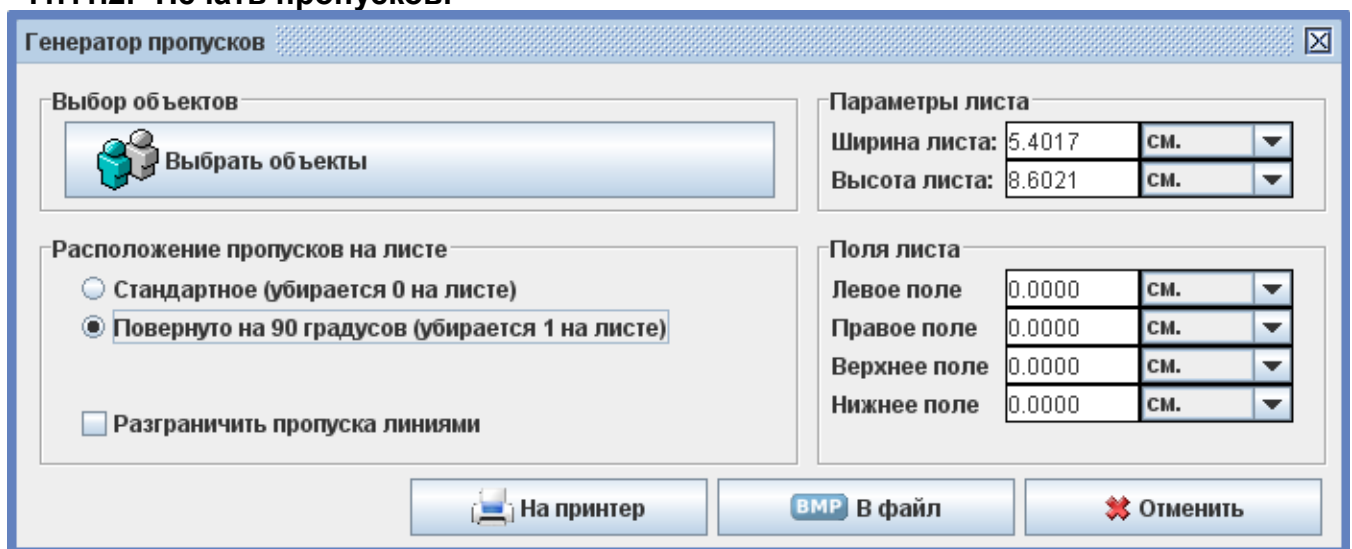 Печать пропусков.
Генератор пропусков
Выбор объектов
Выбрать объекты
Параметры листа
Ширина листа: 5.4017 см.
Высота листа: 8.6021 см.
Расположение пропусков на листе
Стандартное (убирается 0 на листе)
Повернуто на 90 градусов (убирается 1 на листе)
Разграничить пропуска линиями
Поля листа
Левое поле 0.0000 см.
Правое поле 0.0000 см.
Верхнее поле 0.0000 см.
Нижнее поле 0.0000 см.
На принтер
BMP В файл
Отменить